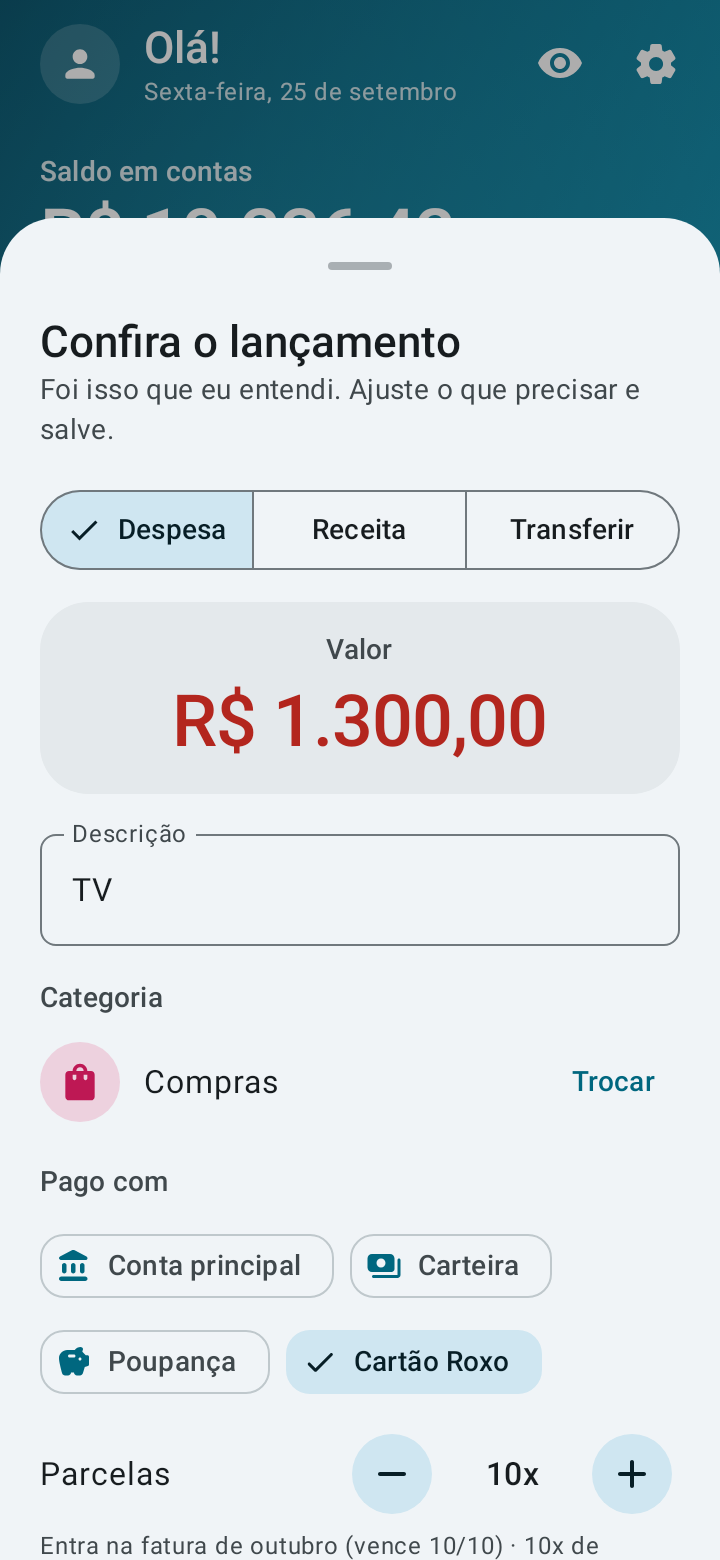 Olá!
Sexta-feira, 25 de setembro
Saldo em contas
Confira o lançamento
Foi isso que eu entendi. Ajuste o que precisar e
salve.
Despesa
Receita
Transferir
Valor
R$ 1.300,00
Descrição
TV
Categoria
Compras
Trocar
Pago com
Conta principal
Carteira
Poupança
Cartão Roxo
Parcelas
10x
Entra na fatura de outubro (vence 10/10) · 10x de